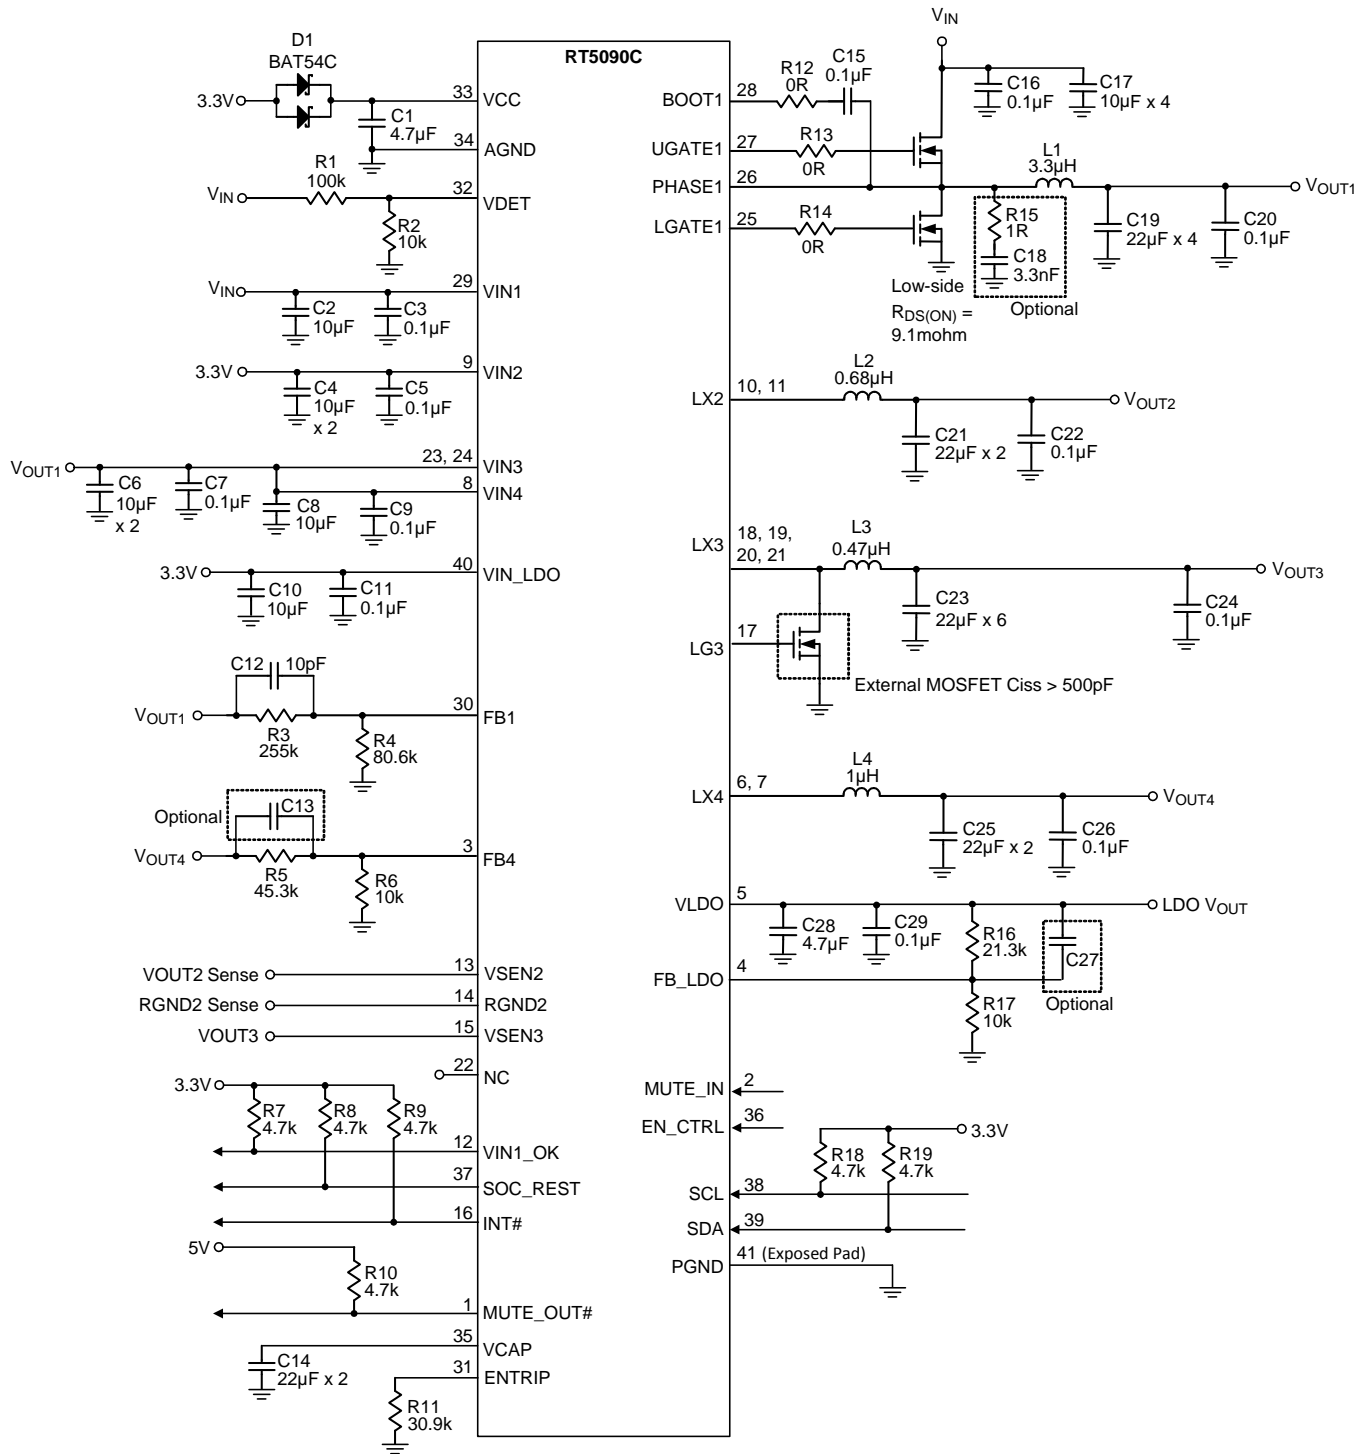 RT5090C
D1
BAT54C
3.3V
C1
4.7µF
33
VCC
34
AGND
R1
100k
VIN
32
VDET
R2
10k
VIN
29
VIN1
C2
10µF
C3
0.1µF
3.3V
9
VIN2
C4
10µF
x 2
C5
0.1µF
VOUT1
23, 24
VIN3
8
VIN4
C6
10µF
x 2
C7
0.1µF
C8
10µF
C9
0.1µF
3.3V
40
VIN_LDO
C10
10µF
C11
0.1µF
C12
10pF
VOUT1
30
FB1
R3
255k
R4
80.6k
Optional
C13
VOUT4
3
FB4
R5
45.3k
R6
10k
VOUT2 Sense
13
VSEN2
RGND2 Sense
14
RGND2
VOUT3
15
VSEN3
22
NC
3.3V
R7
4.7k
R8
4.7k
R9
4.7k
12
VIN1_OK
37
SOC_REST
16
INT#
5V
R10
4.7k
1
MUTE_OUT#
35
VCAP
C14
22µF x 2
31
ENTRIP
R11
30.9k
VIN
BOOT1
28
R12
0R
C15
0.1µF
C16
0.1µF
C17
10µF x 4
UGATE1
27
R13
0R
PHASE1
26
L1
3.3µH
VOUT1
LGATE1
25
R14
0R
R15
1R
C18
3.3nF
Optional
C19
22µF x 4
C20
0.1µF
Low-side
RDS(ON) =
9.1mohm
LX2
10, 11
L2
0.68µH
VOUT2
C21
22µF x 2
C22
0.1µF
LX3
18, 19,
20, 21
L3
0.47µH
VOUT3
C23
22µF x 6
C24
0.1µF
LG3
17
External MOSFET Ciss > 500pF
LX4
6, 7
L4
1µH
VOUT4
C25
22µF x 2
C26
0.1µF
VLDO
5
LDO VOUT
C28
4.7µF
C29
0.1µF
R16
21.3k
C27
Optional
FB_LDO
4
R17
10k
MUTE_IN
2
EN_CTRL
36
3.3V
R18
4.7k
R19
4.7k
SCL
38
SDA
39
PGND
41 (Exposed Pad)